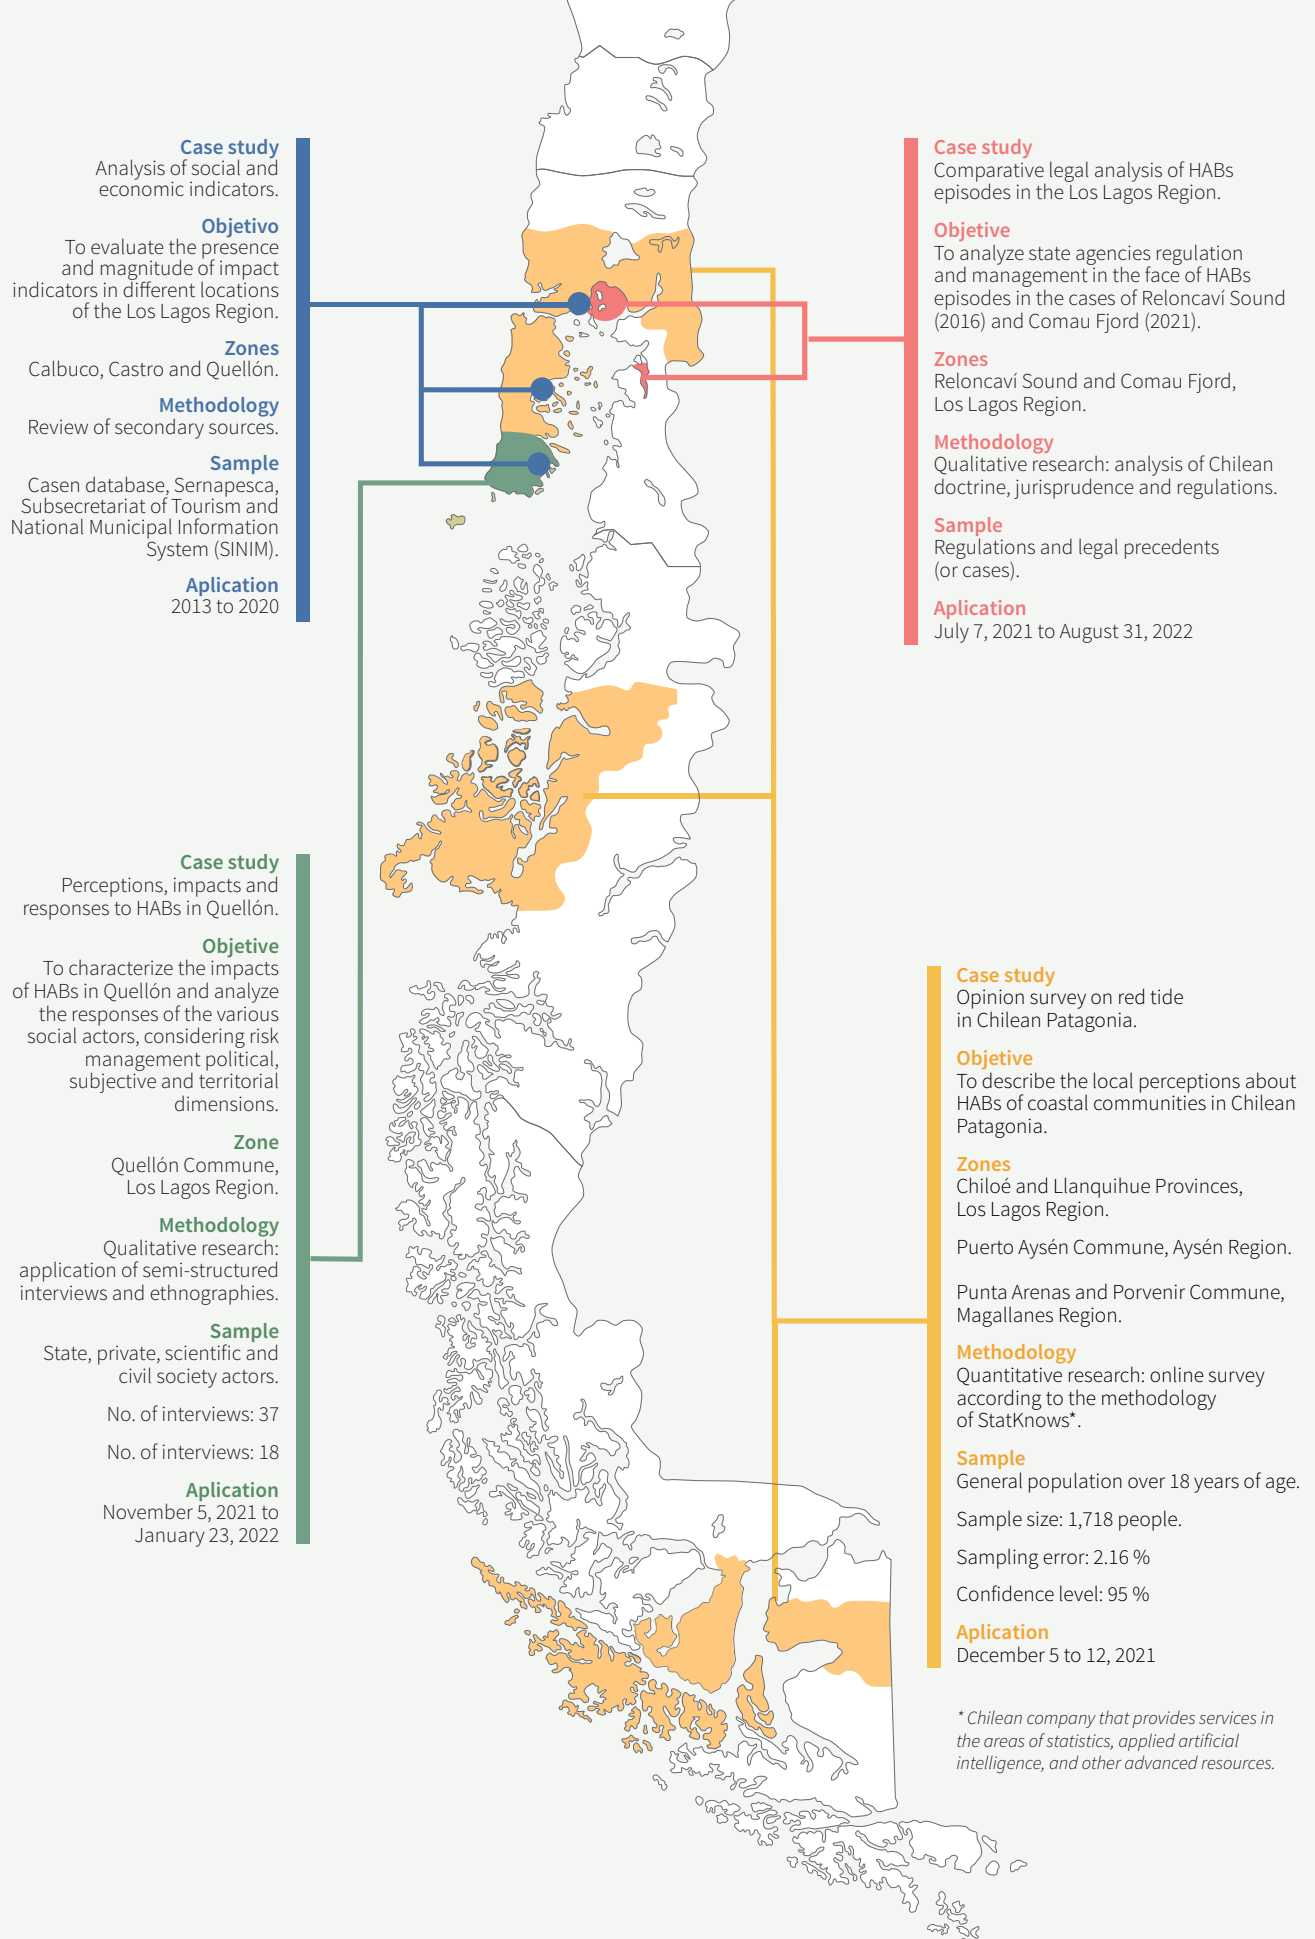 Case study
Analysis of social and
economic indicators.
Objetivo
To evaluate the presence
and magnitude of impact
indicators in different locations
of the Los Lagos Region.
Zones
Calbuco, Castro and Quellón.
Methodology
Review of secondary sources.
Sample
Casen database, Sernapesca,
Subsecretariat of Tourism and
National Municipal Information
System (SINIM).
Aplication
2013 to 2020
Case study
Comparative legal analysis of HABs
episodes in the Los Lagos Region.
Objetive
To analyze state agencies regulation
and management in the face of HABs
episodes in the cases of Reloncaví Sound
(2016) and Comau Fjord (2021).
Zones
Reloncaví Sound and Comau Fjord,
Los Lagos Region.
Methodology
Qualitative research: analysis of Chilean
doctrine, jurisprudence and regulations.
Sample
Regulations and legal precedents
(or cases).
Aplication
July 7, 2021 to August 31, 2022
Case study
Perceptions, impacts and
responses to HABs in Quellón.
Objetive
To characterize the impacts
of HABs in Quellón and analyze
the responses of the various
social actors, considering risk
management political,
subjective and territorial
dimensions.
Zone
Quellón Commune,
Los Lagos Region.
Methodology
Qualitative research:
application of semi-structured
interviews and ethnographies.
Sample
State, private, scientific and
civil society actors.
No. of interviews: 37
No. of interviews: 18
Aplication
November 5, 2021 to
January 23, 2022
Case study
Opinion survey on red tide
in Chilean Patagonia.
Objetive
To describe the local perceptions about
HABs of coastal communities in Chilean
Patagonia.
Zones
Chiloé and Llanquihue Provinces,
Los Lagos Region.
Puerto Aysén Commune, Aysén Region.
Punta Arenas and Porvenir Commune,
Magallanes Region.
Methodology
Quantitative research: online survey
according to the methodology
of StatKnows*.
Sample
General population over 18 years of age.
Sample size: 1,718 people.
Sampling error: 2.16 %
Confidence level: 95 %
Aplication
December 5 to 12, 2021
* Chilean company that provides services in
the areas of statistics, applied artificial
intelligence, and other advanced resources.